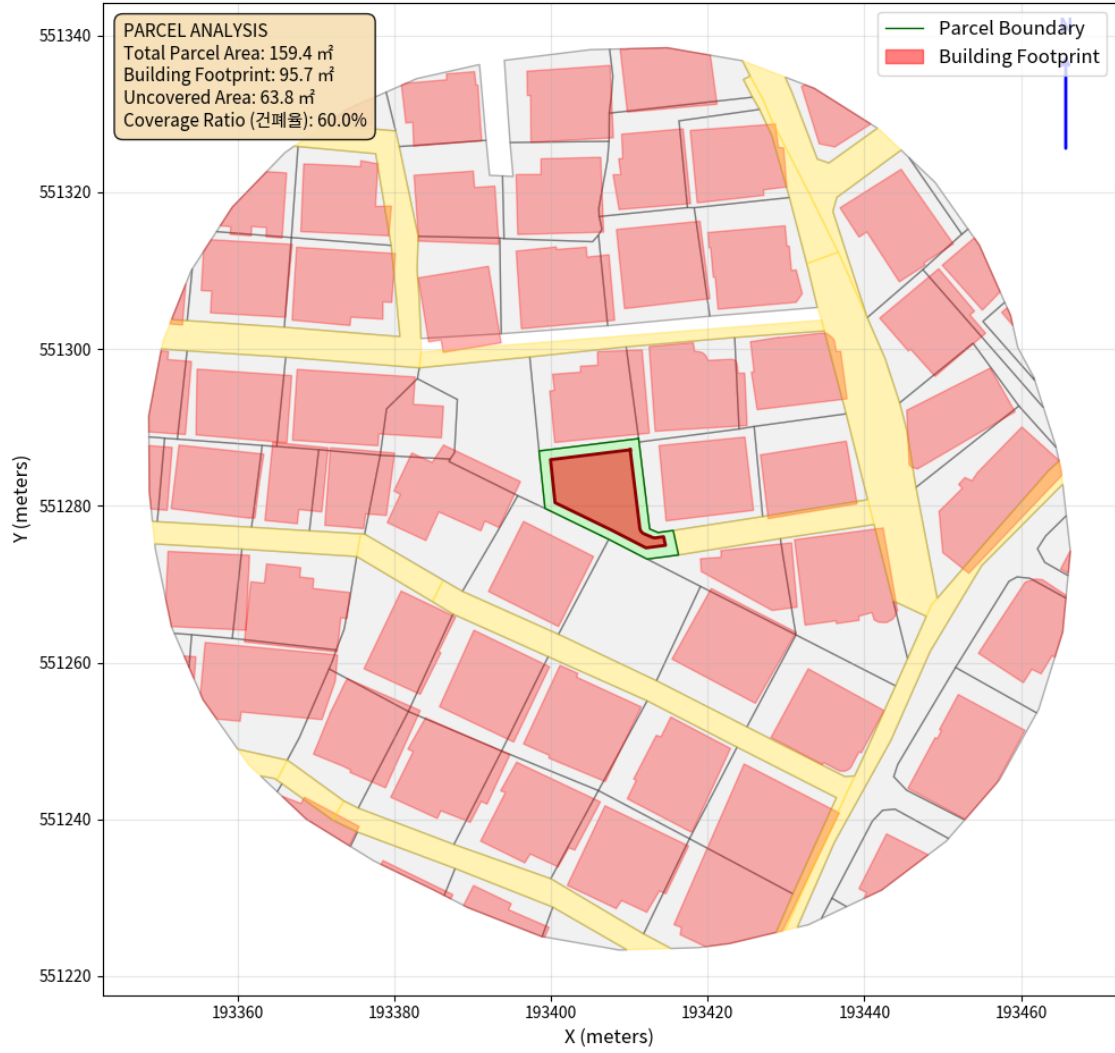 PARCEL ANALYSIS
Total Parcel Area: 159.4 ㎡
Building Footprint: 95.7 ㎡
Uncovered Area: 63.8 ㎡
Coverage Ratio (건폐율): 60.0%
Parcel Boundary
Building Footprint
N
551340
551320
551300
551280
551260
551240
551220
Y (meters)
193360
193380
193400
193420
193440
193460
X (meters)